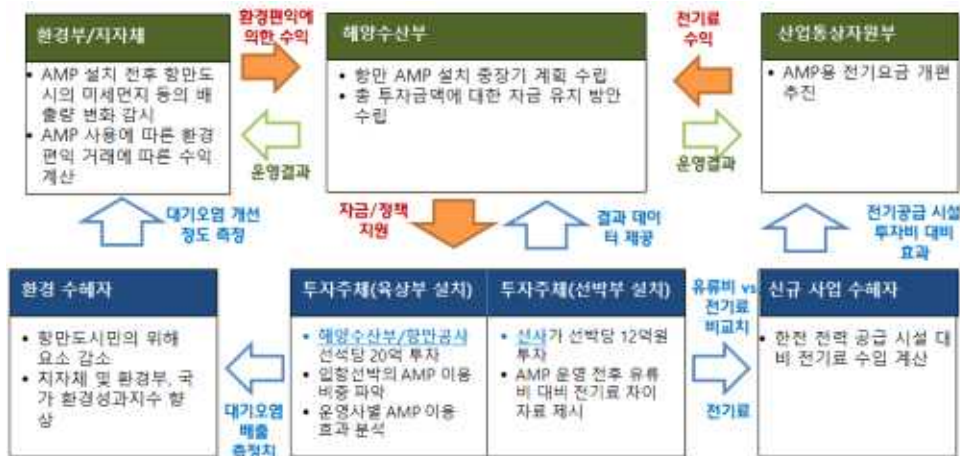 환경부/지자체
• AMP 설치 전후 항만도
시의 미세먼지 등의 배
출량 변화 감시
• AMP 사용에 따른 환경
편익 거래에 따른 수익
계산
환경편익에
의한 수익
운영결과
해양수산부
• 항만 AMP 설치 중장기 계획 수립
• 총 투자금액에 대한 자금 유치 방안
수립
전기료
수익
운영결과
산업통상자원부
• AMP용 전기요금 개편
추진
대기오염 개선
정도 측정
자금/정책
지원
결과 데이
터 제공
전기공급 시설
투자비 대비
효과
환경 수혜자
• 항만도시민의 위해
요소 감소
• 지자체 및 환경부, 국
가 환경성과지수 향
상
대기오염
배출
측정치
투자주체(육상부 설치)
• 해양수산부/항만공사
선석당 20억 투자
• 입항선박의 AMP 이용
비중 파악
• 운영사별 AMP 이용
효과 분석
투자주체(선박부 설치)
• 선사가 선박당 12억원
투자
• AMP 운영 전후 유류
비 대비 전기료 차이
자료 제시
유류비 vs
전기료
비교치
전기료
신규 사업 수혜자
• 한전 전력 공급 시설 대
비 전기료 수입 계산